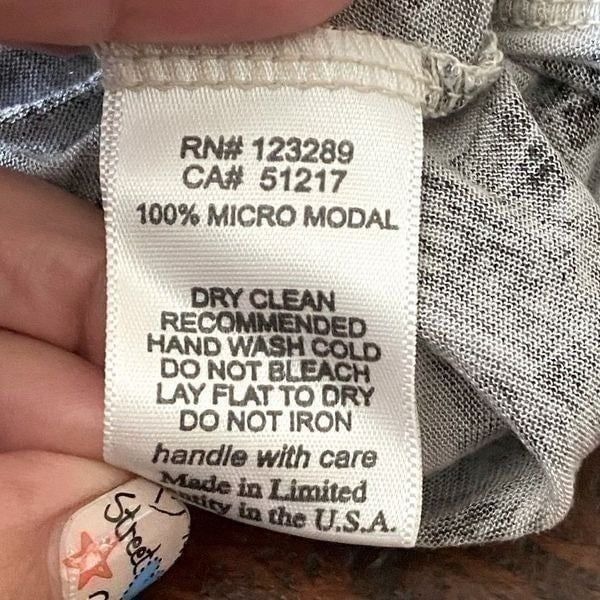 RN# 123289
CA# 51217
100% MICRO MODAL
DRY CLEAN
RECOMMENDED
HAND WASH COLD
DO NOT BLEACH
LAY FLAT TO DRY
DO NOT IRON
handle with care
Made in Limited
in the U.S.A.
Street